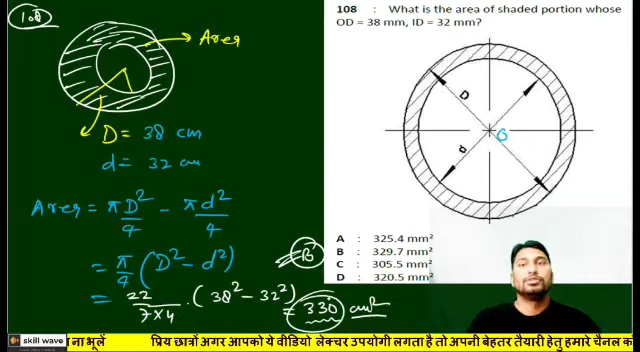 108
Area
D = 38 cm
d = 32 cm
Area = πD²/4 - πd²/4
= π/4 (D² - d²)
= 22/7×4 · (38² - 32²)
= 330 cm²
B
108 : What is the area of shaded portion whose
OD = 38 mm, ID = 32 mm?
D
d
A : 325.4 mm²
B : 329.7 mm²
C : 305.5 mm²
D : 320.5 mm²
skill wave
ना भूलें प्रिय छात्रों अगर आपको ये वीडियो लेक्चर उपयोगी लगता है तो अपनी बेहतर तैयारी हेतु हमारे चैनल क